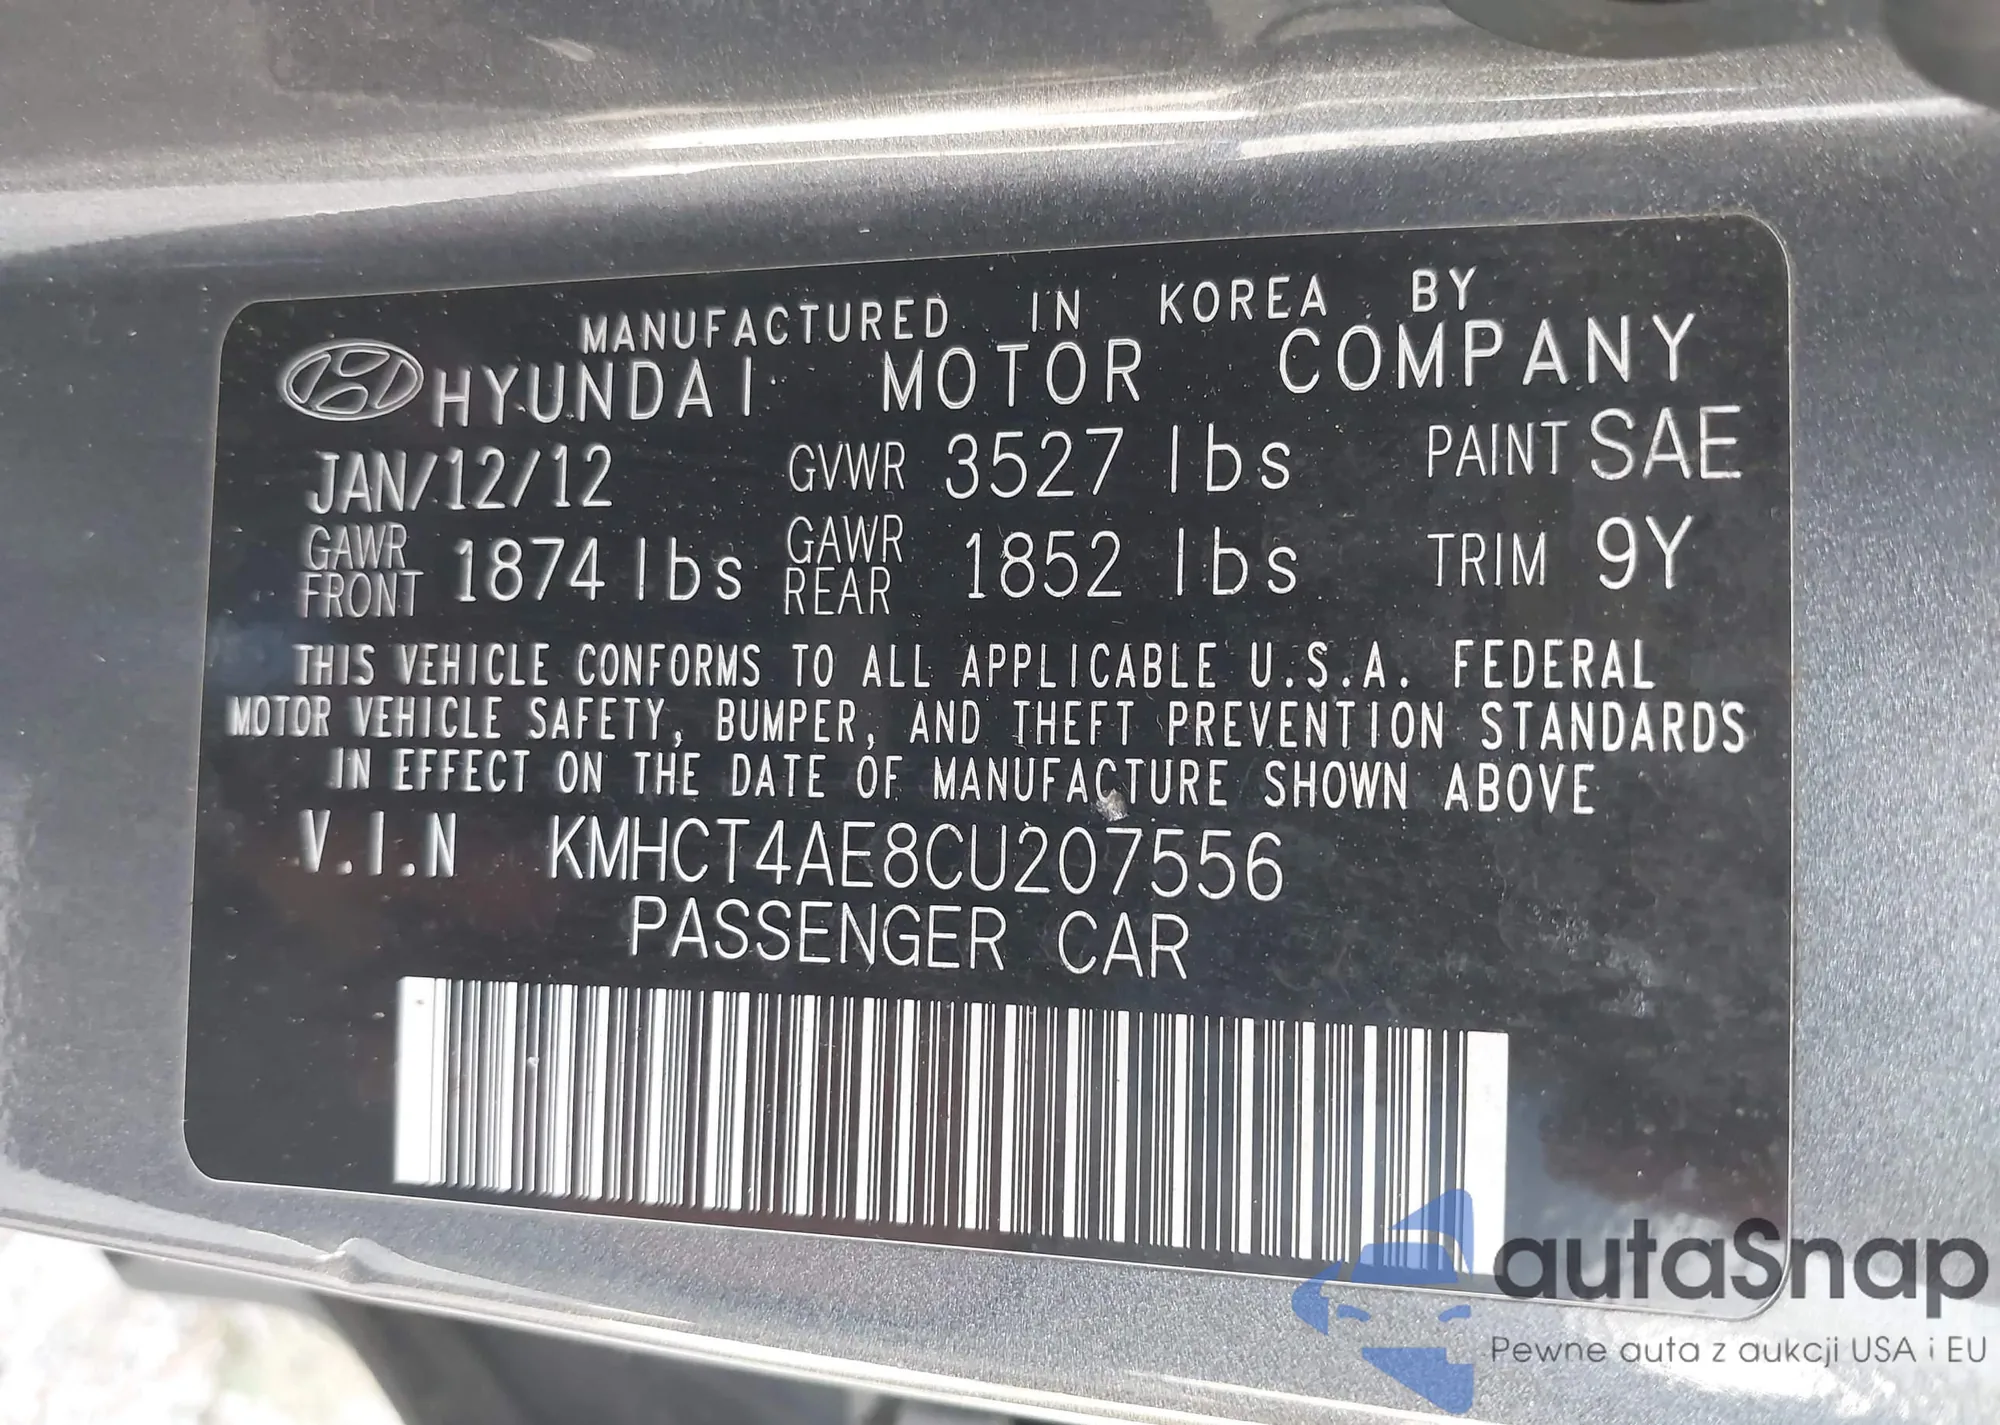 MANUFACTURED IN KOREA BY
HYUNDAI MOTOR COMPANY
JAN/12/12 GVWR 3527 lbs PAINT SAE
GAWR FRONT 1874 lbs GAWR REAR 1852 lbs TRIM 9Y
THIS VEHICLE CONFORMS TO ALL APPLICABLE U.S.A. FEDERAL
MOTOR VEHICLE SAFETY, BUMPER, AND THEFT PREVENTION STANDARDS
IN EFFECT ON THE DATE OF MANUFACTURE SHOWN ABOVE
V.I.N KMHCT4AE8CU207556
PASSENGER CAR
autaSnap
Pewne auta z aukcji USA i EU